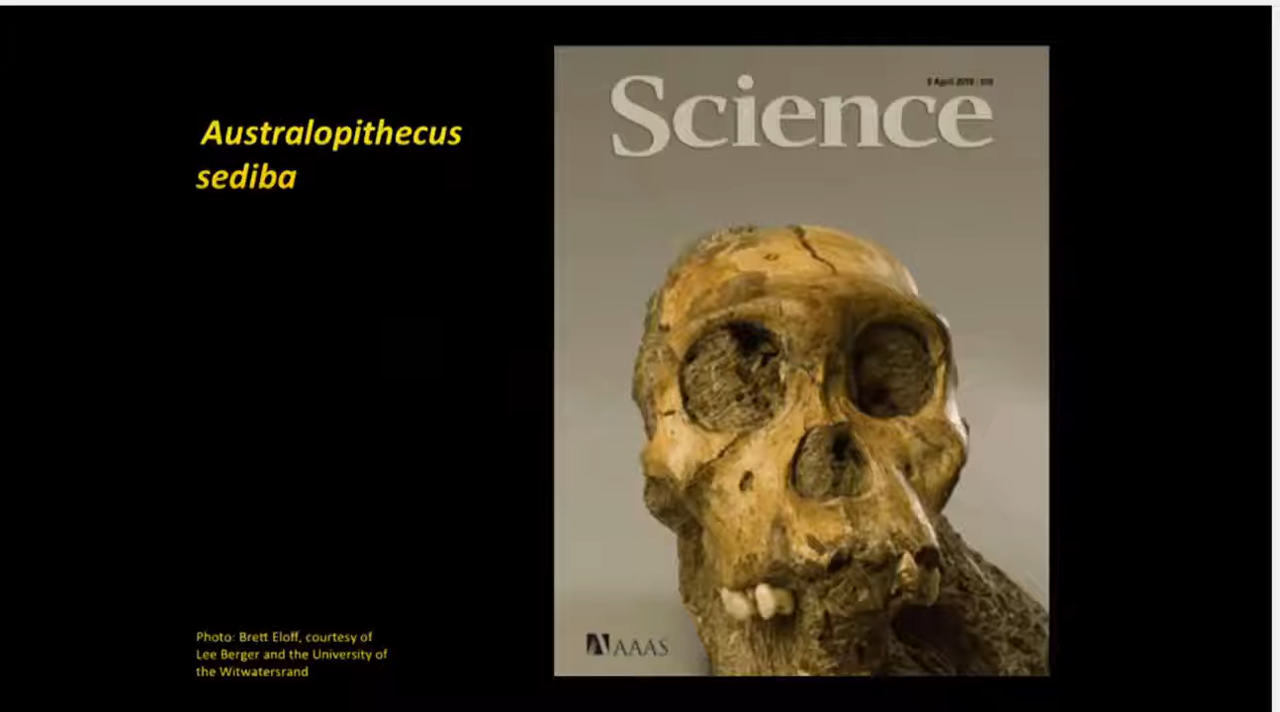 Australopithecus
sediba
Photo: Brett Eloff, courtesy of
Lee Berger and the University of
the Witwatersrand
Science
AAAS